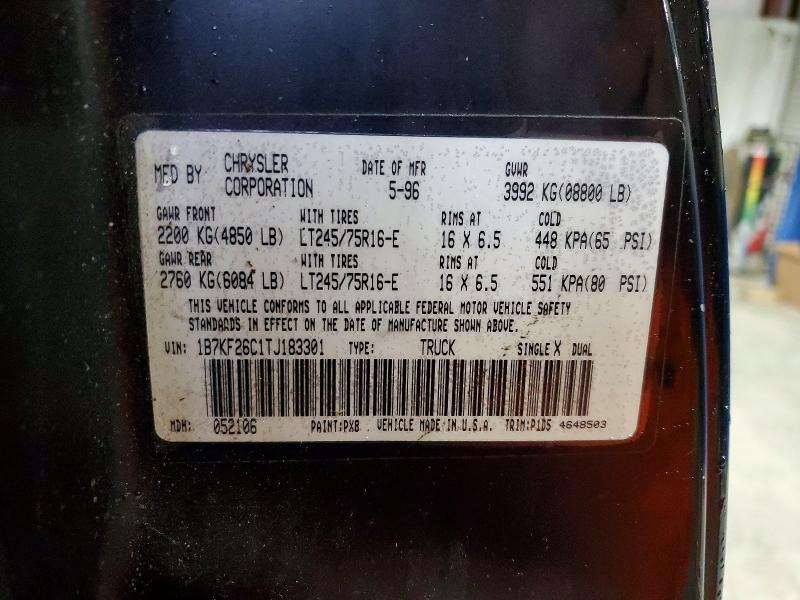 MFD BY CHRYSLER CORPORATION DATE OF MFR 5-96 GVWR 3992 KG(08800 LB)
GAWR FRONT WITH TIRES RIMS AT COLD
2200 KG(4850 LB) LT245/75R16-E 16 X 6.5 448 KPA(65 PSI)
GAWR REAR WITH TIRES RIMS AT COLD
2760 KG(6084 LB) LT245/75R16-E 16 X 6.5 551 KPA(80 PSI)
THIS VEHICLE CONFORMS TO ALL APPLICABLE FEDERAL MOTOR VEHICLE SAFETY
STANDARDS IN EFFECT ON THE DATE OF MANUFACTURE SHOWN ABOVE.
VIN: 1B7KF26C1TJ183301 TYPE: TRUCK SINGLE X DUAL
MDH: 052106 PAINT:PX8 VEHICLE MADE IN U.S.A. TRIM:P1D5 4648503